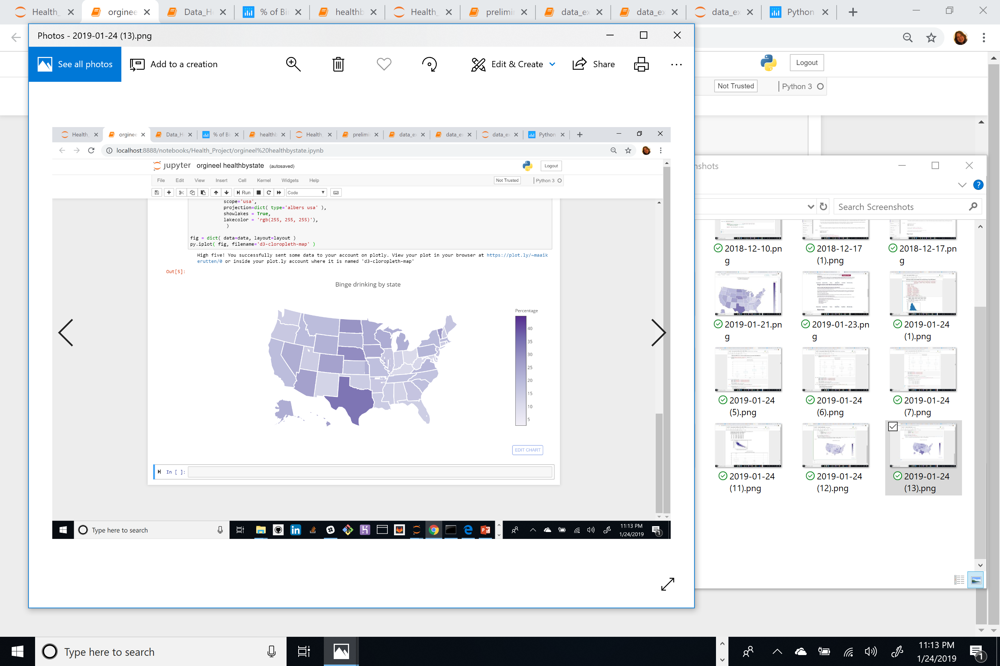 Health_
orginee
Data_H
% of Bi
healthb
Health_
prelimi
data_ex
data_ex
data_ex
Python
Photos - 2019-01-24 (13).png
See all photos
Add to a creation
Edit & Create
Share
Logout
Not Trusted
Python 3
Health_
orginee
Data_H
% of Bi
healthb
Health_
prelimi
data_e
data_e
data_e
Python
localhost:8888/notebooks/Health_Project/orgineel%20healthbystate.ipynb
jupyter orgineel healthbystate (autosaved)
Logout
File Edit View Insert Cell Kernel Widgets Help
Not Trusted
Python 3
Run
Code
scope='usa',
projection=dict( type='albers usa' ),
showlakes = True,
lakecolor = 'rgb(255, 255, 255)'),
)
fig = dict( data=data, layout=layout )
py.iplot( fig, filename='d3-cloropleth-map' )
High five! You successfully sent some data to your account on plotly. View your plot in your browser at https://plot.ly/~maaik
erutten/0 or inside your plot.ly account where it is named 'd3-cloropleth-map'
Out[5]:
Binge drinking by state
Percentage
40
35
30
25
20
15
10
5
EDIT CHART
In [ ]:
Type here to search
11:13 PM
1/24/2019
1
nshots
?
Search Screenshots
2018-12-10.pn
g
2018-12-17
(1).png
2018-12-17.pn
g
2019-01-21.pn
g
2019-01-23.pn
g
2019-01-24
(1).png
2019-01-24
(5).png
2019-01-24
(6).png
2019-01-24
(7).png
2019-01-24
(11).png
2019-01-24
(12).png
2019-01-24
(13).png
Type here to search
11:13 PM
1/24/2019
1